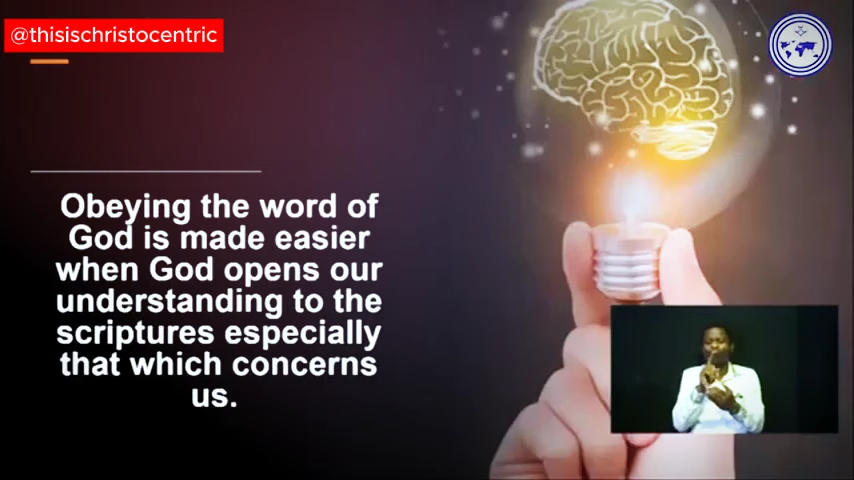 @thisischristocentric
Obeying the word of
God is made easier
when God opens our
understanding to the
scriptures especially
that which concerns
us.